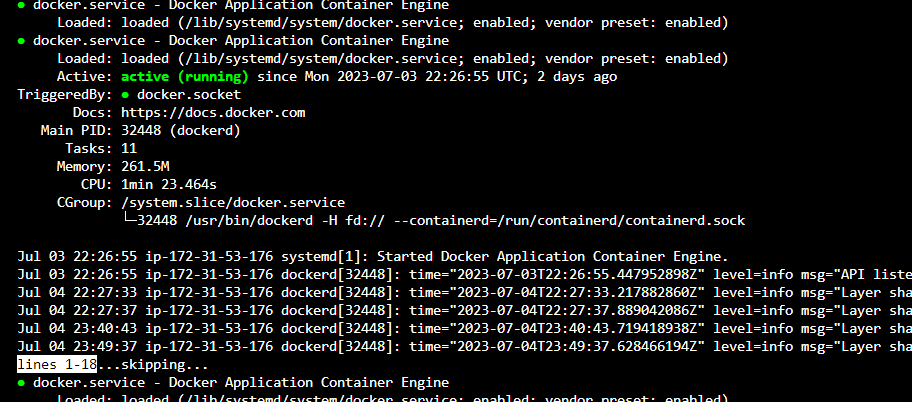 ● docker.service - Docker Application Container Engine
Loaded: loaded (/lib/systemd/system/docker.service; enabled; vendor preset: enabled)
● docker.service - Docker Application Container Engine
Loaded: loaded (/lib/systemd/system/docker.service; enabled; vendor preset: enabled)
Active: active (running) since Mon 2023-07-03 22:26:55 UTC; 2 days ago
TriggeredBy: ● docker.socket
Docs: https://docs.docker.com
Main PID: 32448 (dockerd)
Tasks: 11
Memory: 261.5M
CPU: 1min 23.464s
CGroup: /system.slice/docker.service
└─32448 /usr/bin/dockerd -H fd:// --containerd=/run/containerd/containerd.sock
Jul 03 22:26:55 ip-172-31-53-176 systemd[1]: Started Docker Application Container Engine.
Jul 03 22:26:55 ip-172-31-53-176 dockerd[32448]: time="2023-07-03T22:26:55.447952898Z" level=info msg="API liste
Jul 04 22:27:33 ip-172-31-53-176 dockerd[32448]: time="2023-07-04T22:27:33.217882860Z" level=info msg="Layer sha
Jul 04 22:27:37 ip-172-31-53-176 dockerd[32448]: time="2023-07-04T22:27:37.889042086Z" level=info msg="Layer sha
Jul 04 23:40:43 ip-172-31-53-176 dockerd[32448]: time="2023-07-04T23:40:43.719418938Z" level=info msg="Layer sha
Jul 04 23:49:37 ip-172-31-53-176 dockerd[32448]: time="2023-07-04T23:49:37.628466194Z" level=info msg="Layer sha
lines 1-18...skipping...
● docker.service - Docker Application Container Engine
Loaded: loaded (/lib/systemd/system/docker.service; enabled; vendor preset: enabled)